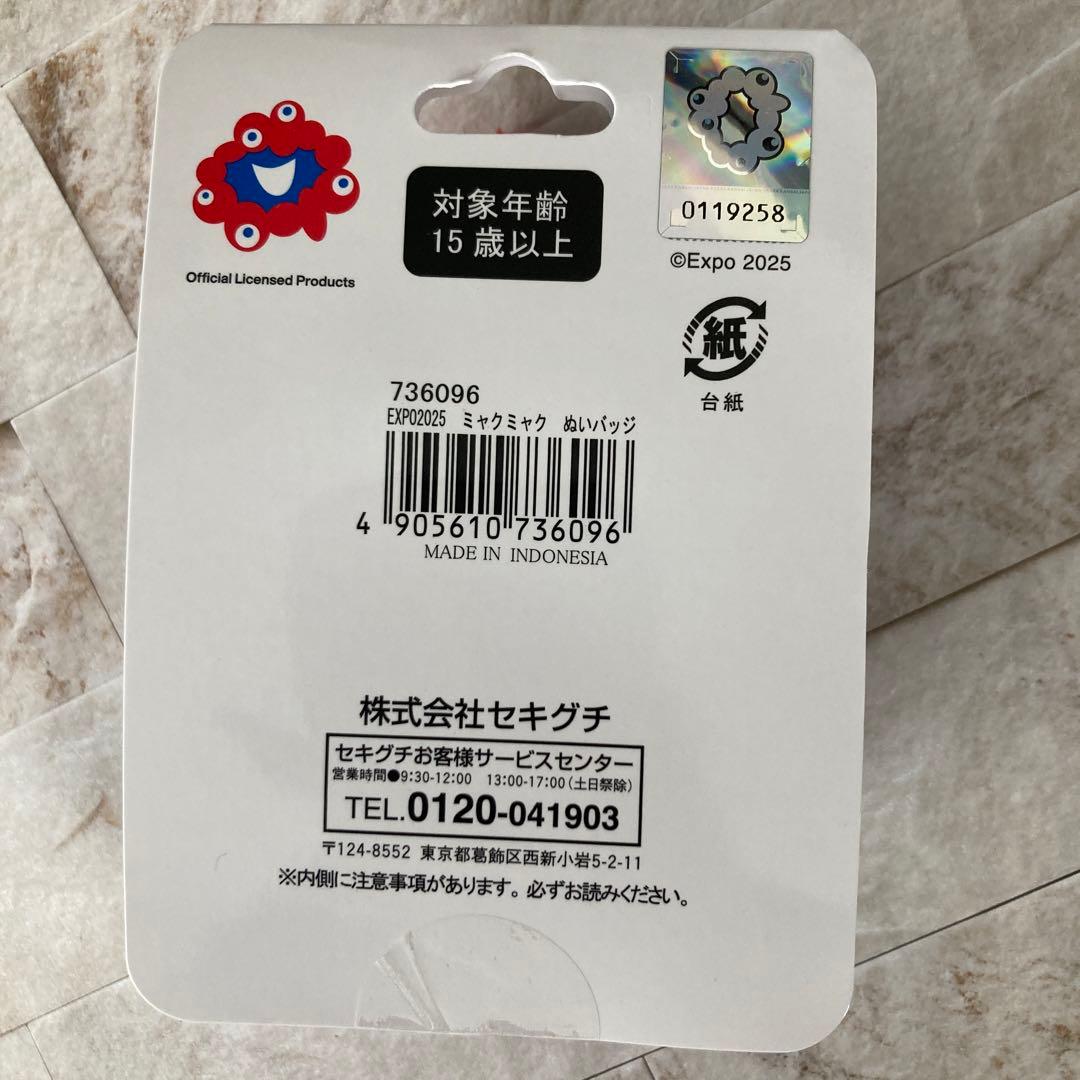 Official Licensed Products
対象年齢
15歳以上
0119258
©Expo 2025
紙
台紙
736096
EXPO2025 ミャクミャク ぬいバッジ
4 905610 736096
MADE IN INDONESIA
株式会社セキグチ
セキグチお客様サービスセンター
営業時間●9:30-12:00 13:00-17:00(土日祭除)
TEL.0120-041903
〒124-8552 東京都葛飾区西新小岩5-2-11
※内側に注意事項があります。必ずお読みください。